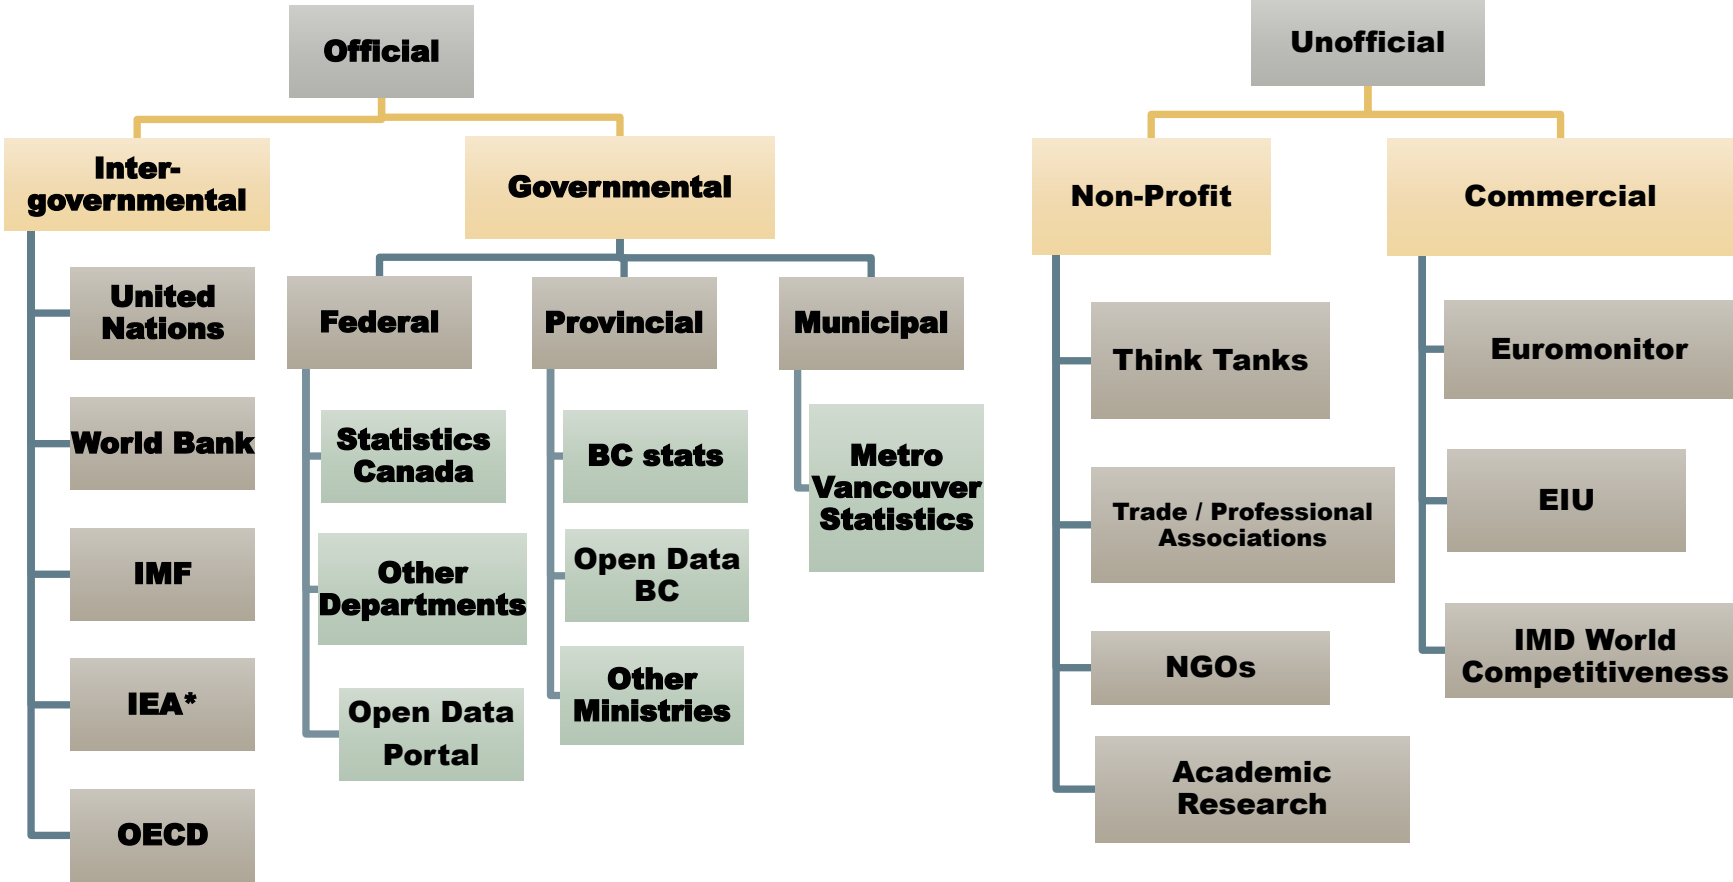 Official
Inter-
governmental
United
Nations
World Bank
IMF
IEA*
OECD
Governmental
Federal
Statistics
Canada
Other
Departments
Open Data
Portal
Provincial
BC stats
Open Data
BC
Other
Ministries
Municipal
Metro
Vancouver
Statistics
Unofficial
Non-Profit
Think Tanks
Trade / Professional
Associations
NGOs
Academic
Research
Commercial
Euromonitor
EIU
IMD World
Competitiveness